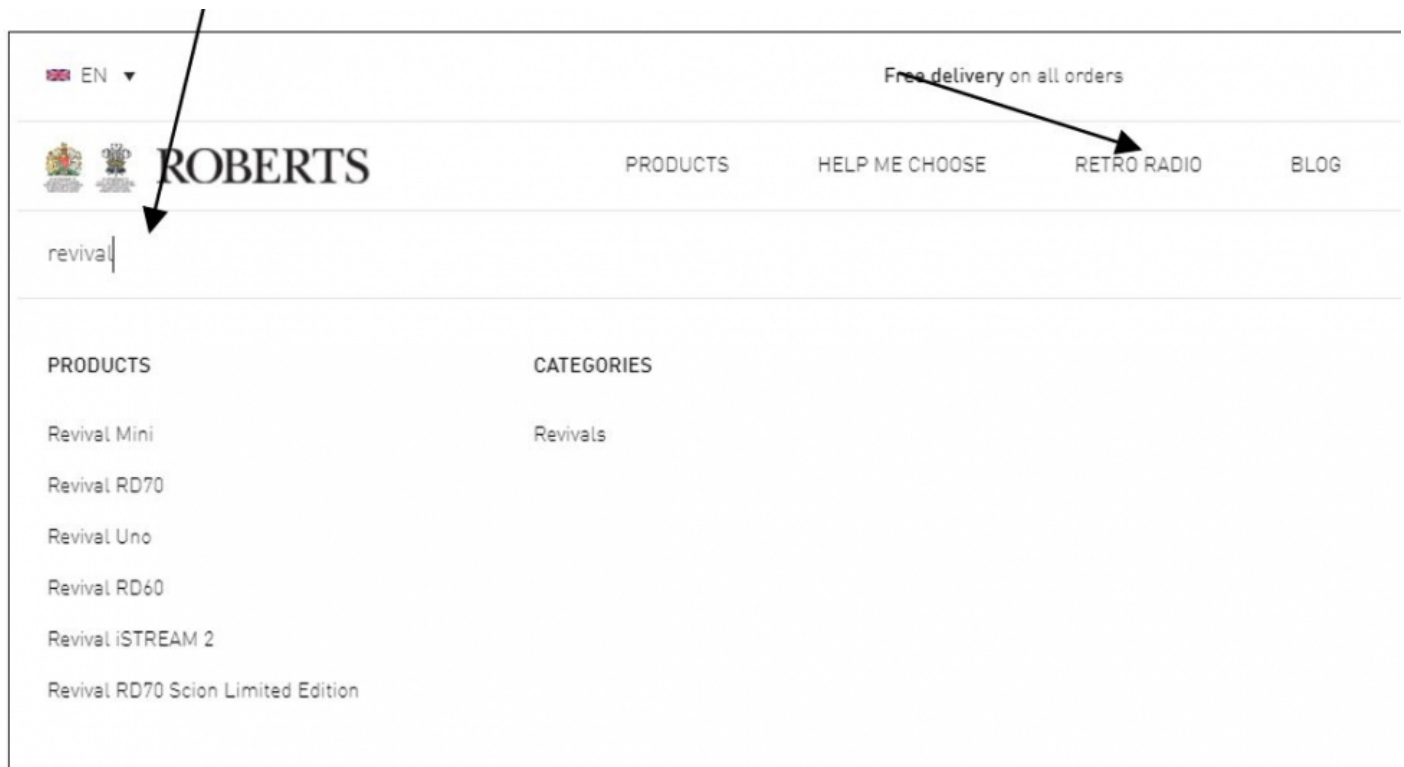 EN
Free delivery on all orders
ROBERTS
PRODUCTS HELP ME CHOOSE RETRO RADIO BLOG
revival
PRODUCTS CATEGORIES
Revival Mini Revivals
Revival RD70
Revival Uno
Revival RD60
Revival iSTREAM 2
Revival RD70 Scion Limited Edition